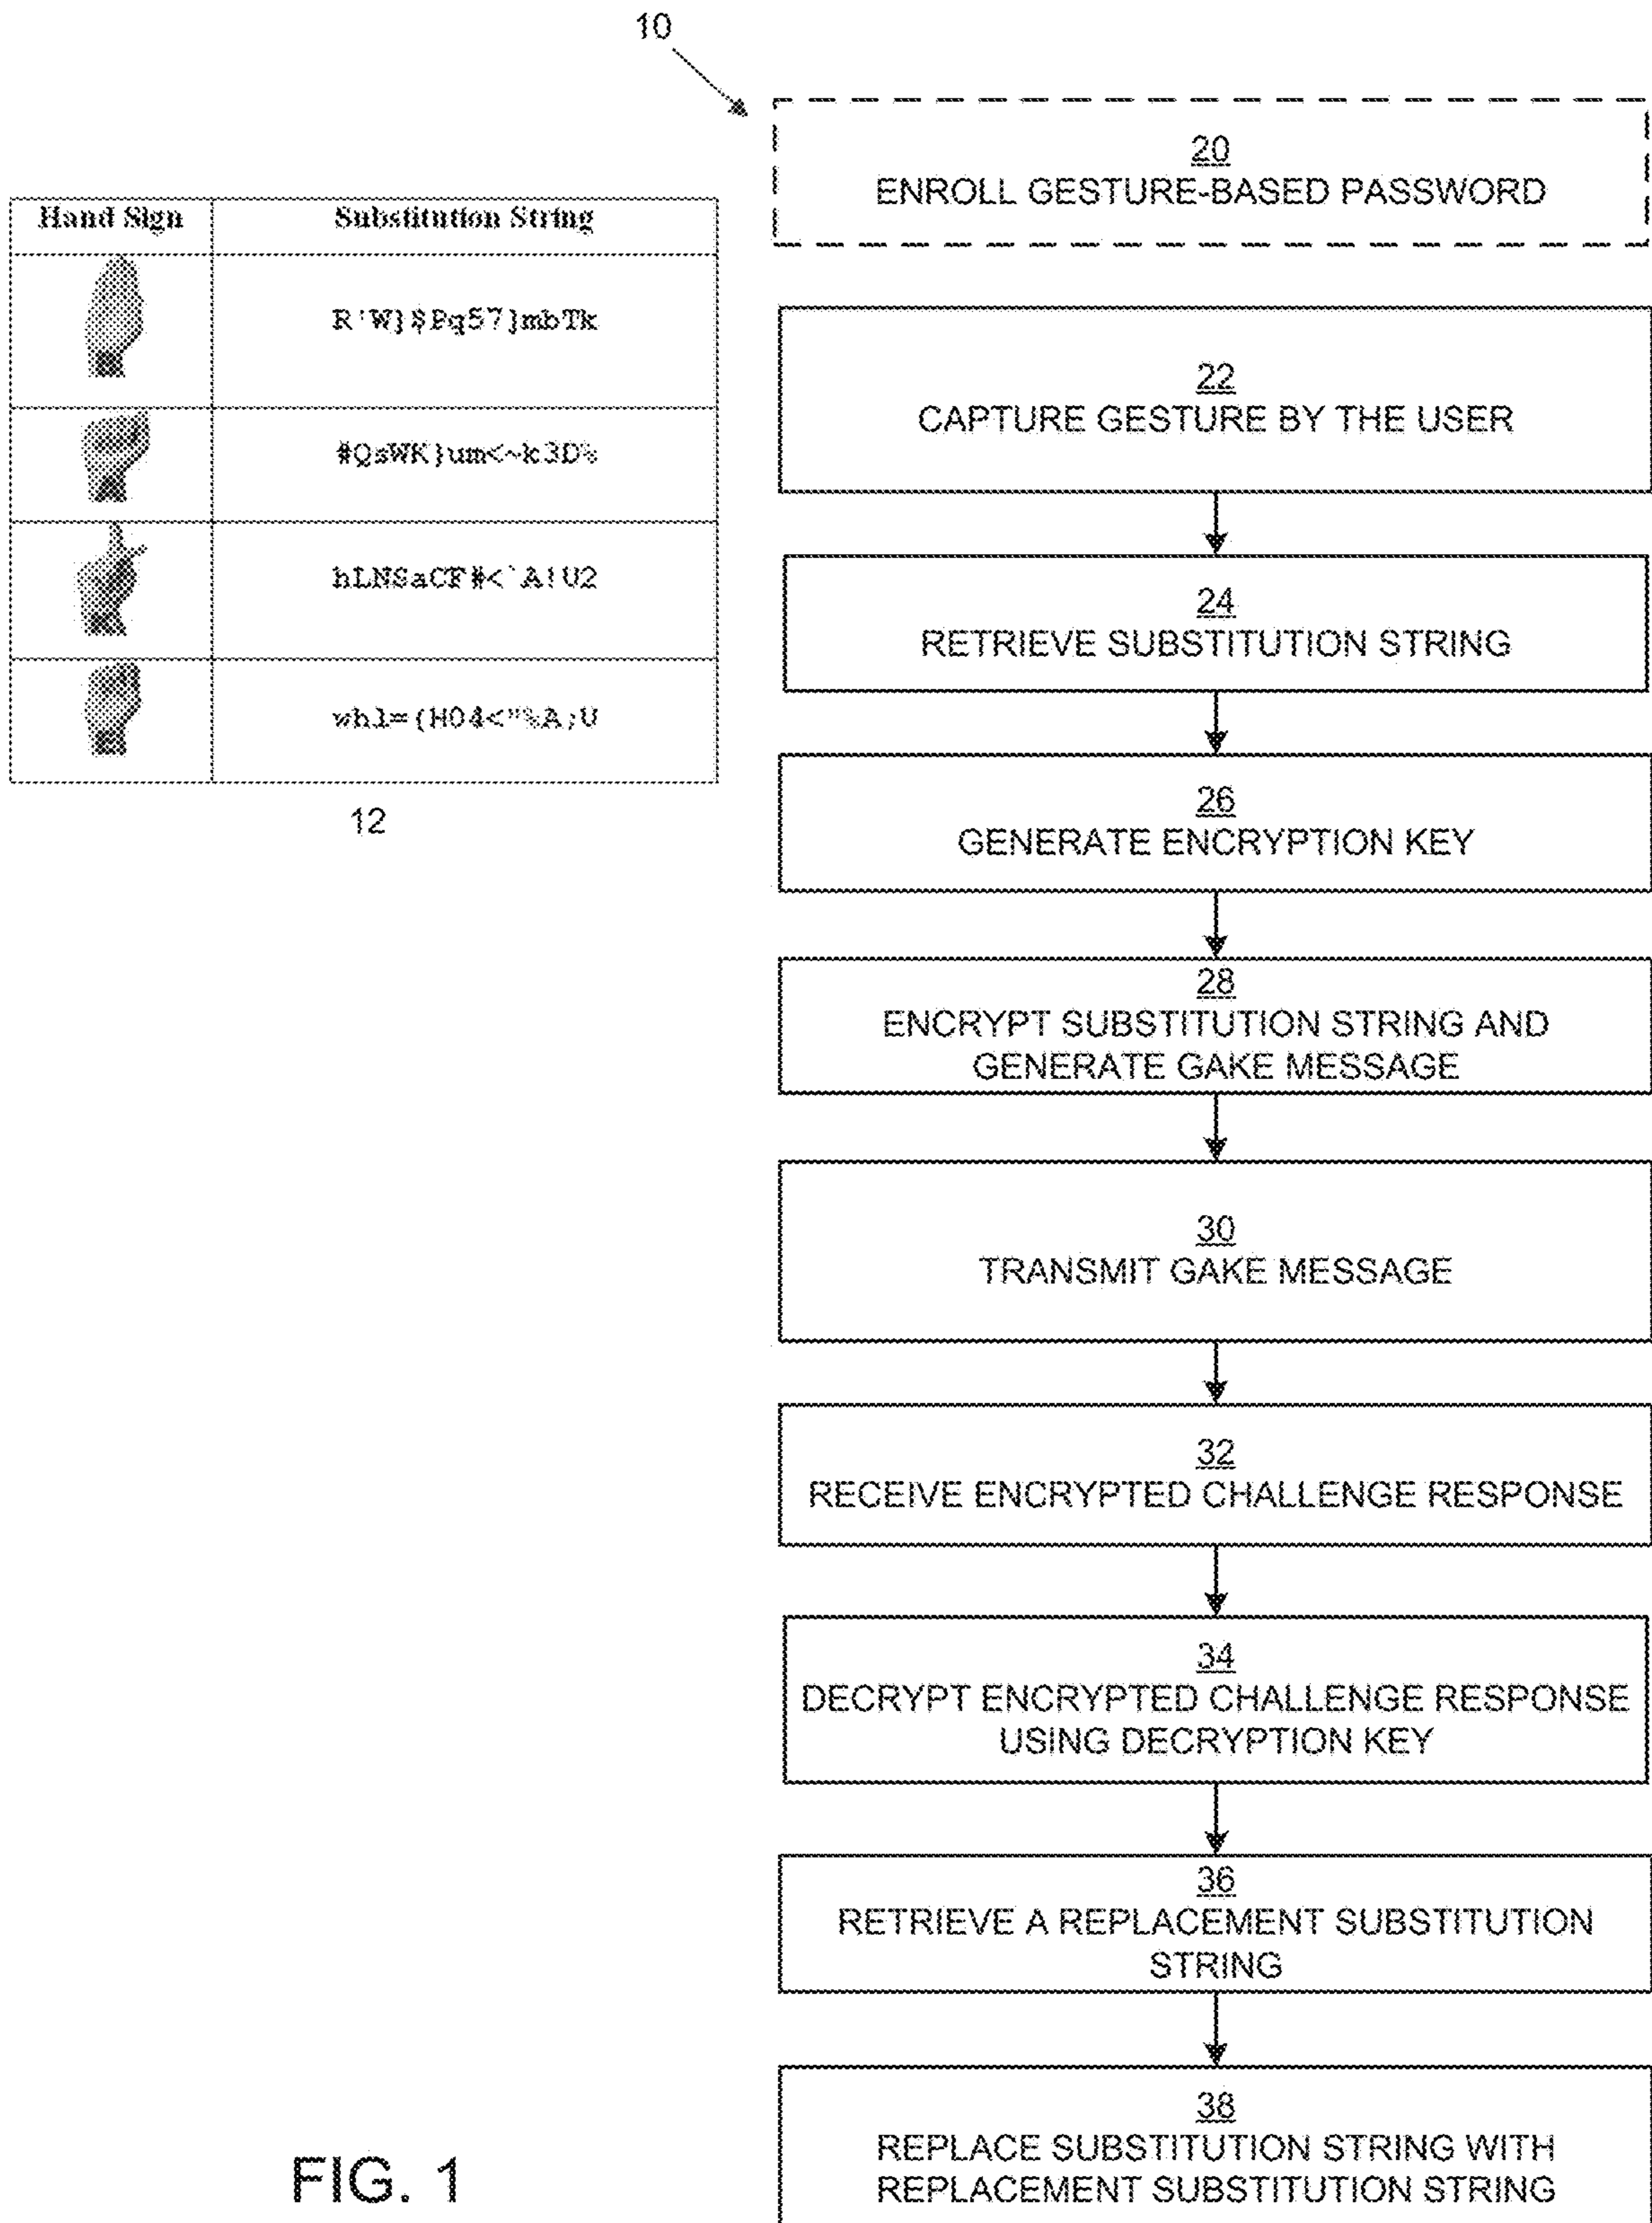 10
20
ENROLL GESTURE-BASED PASSWORD
Hand Sign Substitution String
R'W}$Pq57}mbTk
#QsWK}um<~k3D%
hLNSaCF#<`A!U2
whl=(H04<"%A;U
12
22
CAPTURE GESTURE BY THE USER
24
RETRIEVE SUBSTITUTION STRING
26
GENERATE ENCRYPTION KEY
28
ENCRYPT SUBSTITUTION STRING AND
GENERATE GAKE MESSAGE
30
TRANSMIT GAKE MESSAGE
32
RECEIVE ENCRYPTED CHALLENGE RESPONSE
34
DECRYPT ENCRYPTED CHALLENGE RESPONSE
USING DECRYPTION KEY
36
RETRIEVE A REPLACEMENT SUBSTITUTION
STRING
38
REPLACE SUBSTITUTION STRING WITH
REPLACEMENT SUBSTITUTION STRING
FIG. 1